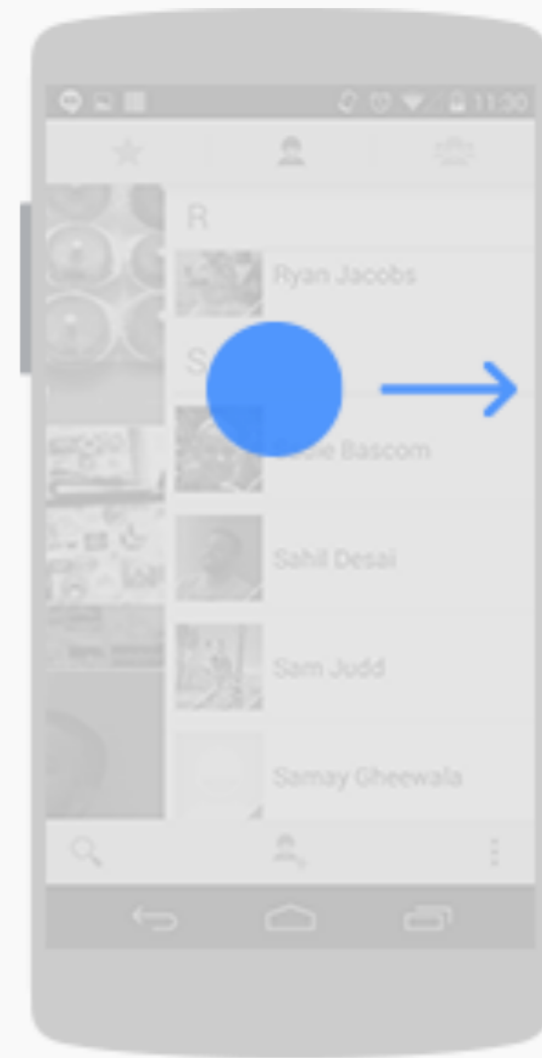 11:30
R
Ryan Jacobs
S
Bascom
Sahil Desai
Sam Judd
Samay Gheewala